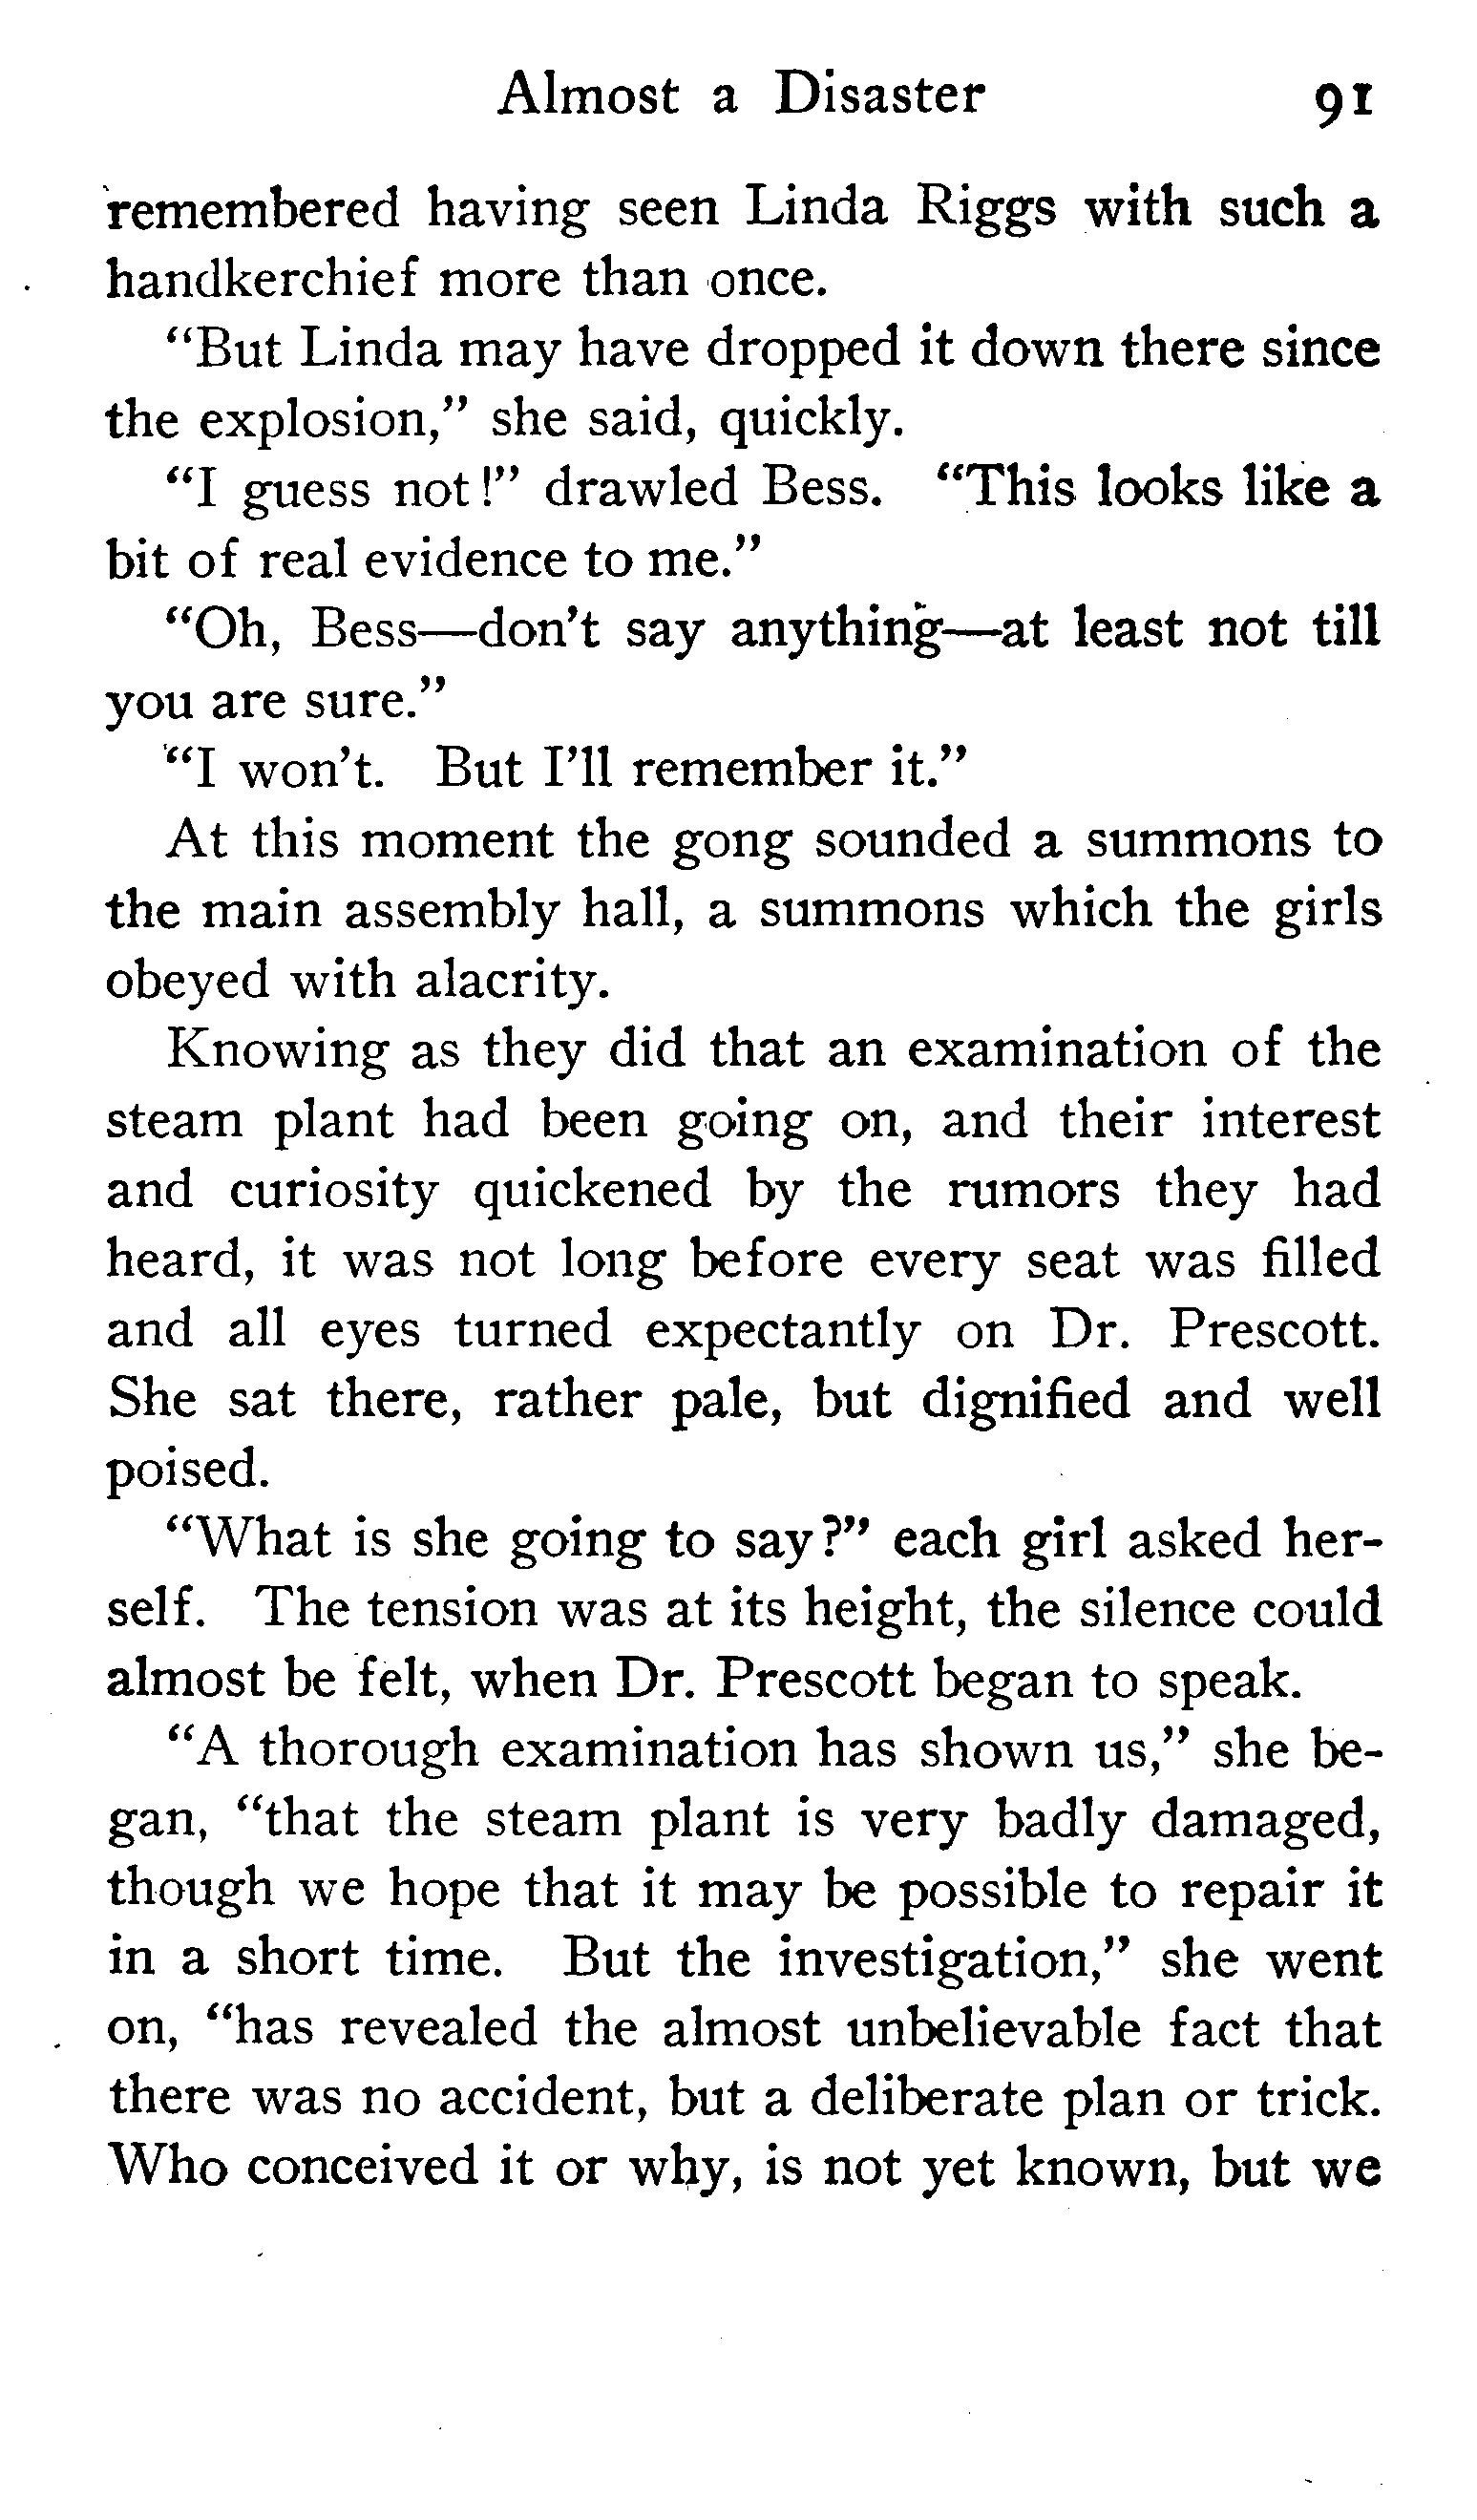 Almost a Disaster 91
remembered having seen Linda Riggs with such a
handkerchief more than once.
"But Linda may have dropped it down there since
the explosion," she said, quickly.
"I guess not!" drawled Bess. "This looks like a
bit of real evidence to me."
"Oh, Bess—don't say anything—at least not till
you are sure."
"I won't. But I'll remember it."
At this moment the gong sounded a summons to
the main assembly hall, a summons which the girls
obeyed with alacrity.
Knowing as they did that an examination of the
steam plant had been going on, and their interest
and curiosity quickened by the rumors they had
heard, it was not long before every seat was filled
and all eyes turned expectantly on Dr. Prescott.
She sat there, rather pale, but dignified and well
poised.
"What is she going to say?" each girl asked her-
self. The tension was at its height, the silence could
almost be felt, when Dr. Prescott began to speak.
"A thorough examination has shown us," she be-
gan, "that the steam plant is very badly damaged,
though we hope that it may be possible to repair it
in a short time. But the investigation," she went
on, "has revealed the almost unbelievable fact that
there was no accident, but a deliberate plan or trick.
Who conceived it or why, is not yet known, but we